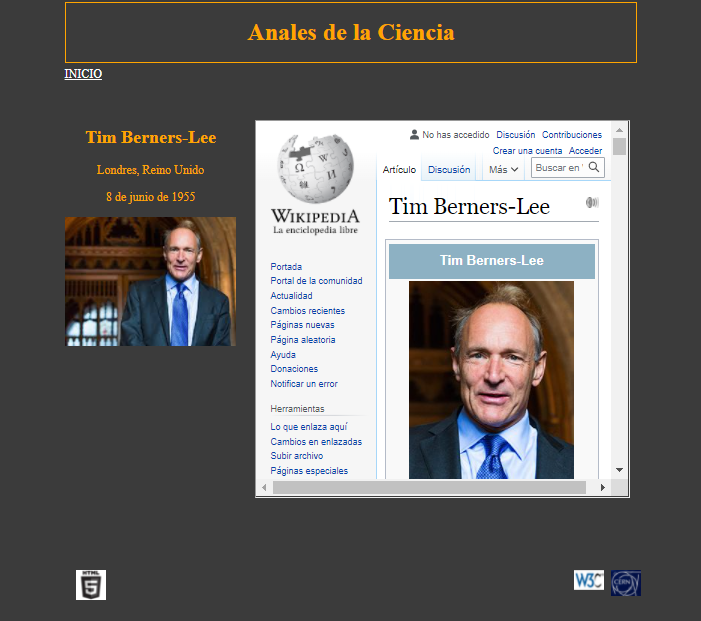 Anales de la Ciencia
INICIO
Tim Berners-Lee
Londres, Reino Unido
8 de junio de 1955
WIKIPEDIA
La enciclopedia libre
Portada
Portal de la comunidad
Actualidad
Cambios recientes
Páginas nuevas
Página aleatoria
Ayuda
Donaciones
Notificar un error
Herramientas
Lo que enlaza aquí
Cambios en enlazadas
Subir archivo
Páginas especiales
No has accedido Discusión Contribuciones
Crear una cuenta Acceder
Artículo Discusión Más Buscar en
Tim Berners-Lee
Tim Berners-Lee
HTML
5
W3C
CERN